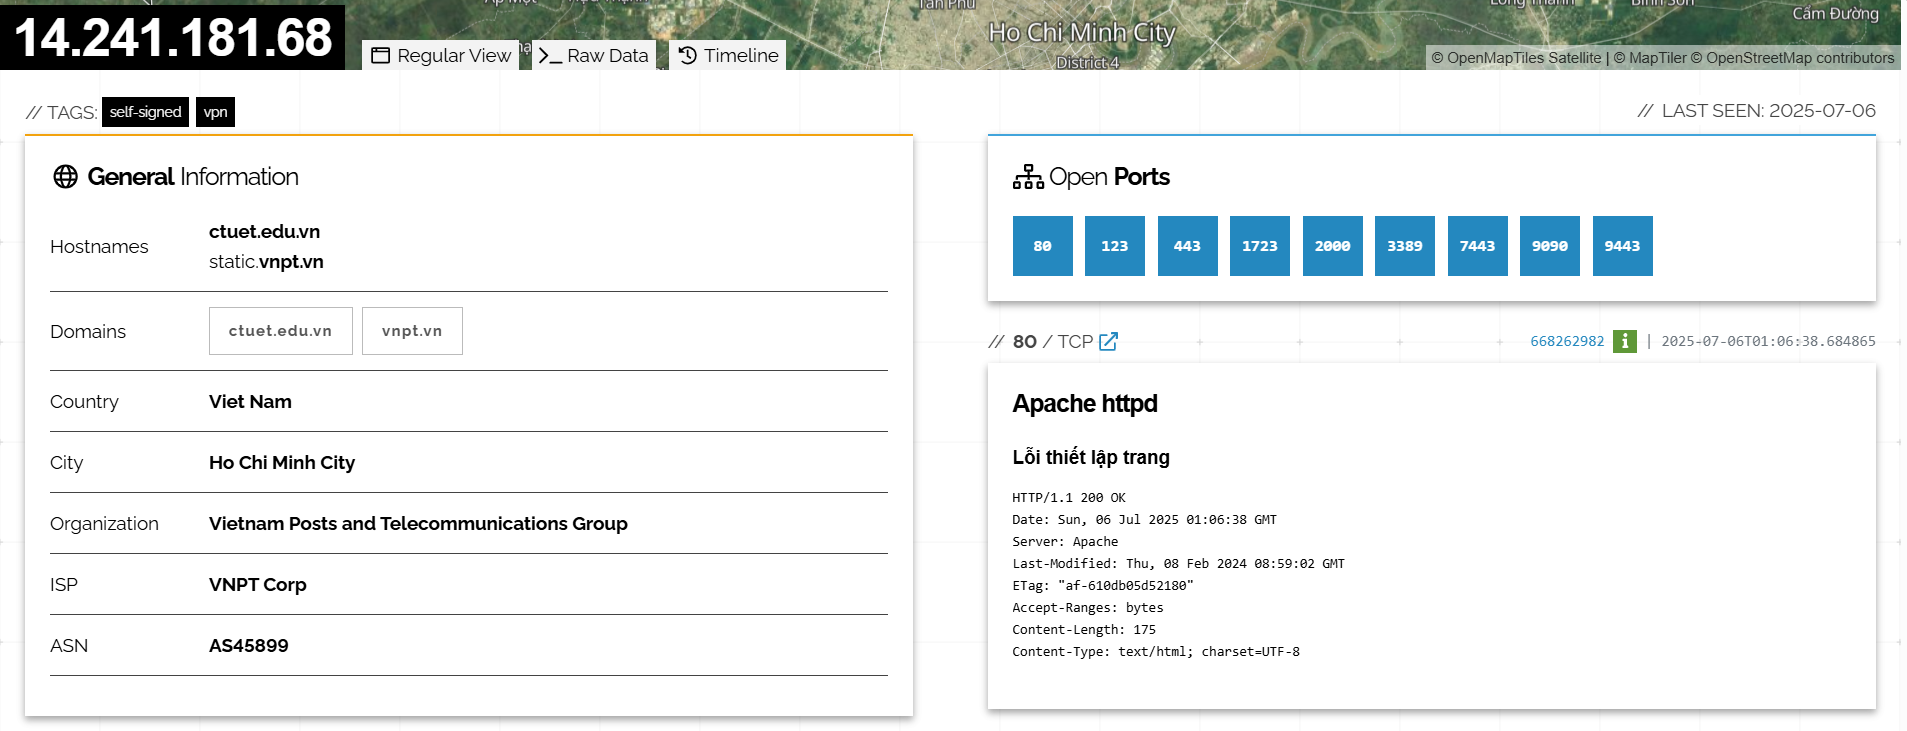 14.241.181.68
Regular View
Raw Data
Timeline
Tân Phú
Ho Chi Minh City
District 4
Cẩm Đường
© OpenMapTiles Satellite | © MapTiler © OpenStreetMap contributors
// TAGS: self-signed vpn
// LAST SEEN: 2025-07-06
General Information
Hostnames
ctuet.edu.vn
static.vnpt.vn
Domains
ctuet.edu.vn
vnpt.vn
Country
Viet Nam
City
Ho Chi Minh City
Organization
Vietnam Posts and Telecommunications Group
ISP
VNPT Corp
ASN
AS45899
Open Ports
80 123 443 1723 2000 3389 7443 9090 9443
// 80 / TCP
668262982 | 2025-07-06T01:06:38.684865
Apache httpd
Lỗi thiết lập trang
HTTP/1.1 200 OK
Date: Sun, 06 Jul 2025 01:06:38 GMT
Server: Apache
Last-Modified: Thu, 08 Feb 2024 08:59:02 GMT
ETag: "af-610db05d52180"
Accept-Ranges: bytes
Content-Length: 175
Content-Type: text/html; charset=UTF-8